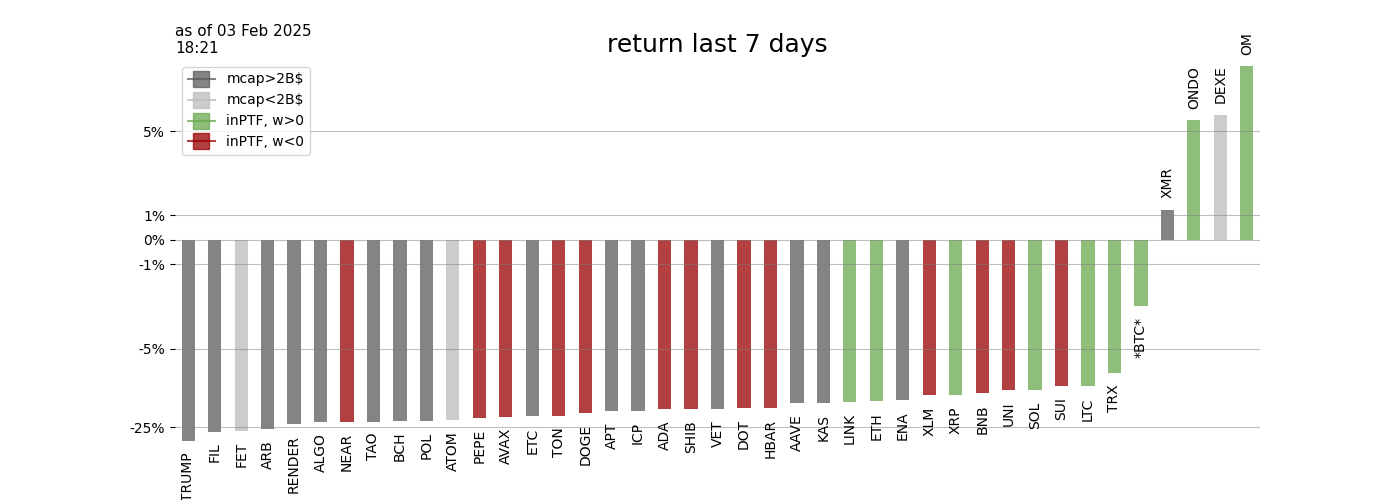 as of 03 Feb 2025
18:21
return last 7 days
mcap>2B$
mcap<2B$
inPTF, w>0
inPTF, w<0
5%
1%
0%
-1%
-5%
-25%
TRUMP
FIL
FET
ARB
RENDER
ALGO
NEAR
TAO
BCH
POL
ATOM
PEPE
AVAX
ETC
TON
DOGE
APT
ICP
ADA
SHIB
VET
DOT
HBAR
AAVE
KAS
LINK
ETH
ENA
XLM
XRP
BNB
UNI
SOL
SUI
LTC
TRX
*BTC*
XMR
ONDO
DEXE
OM